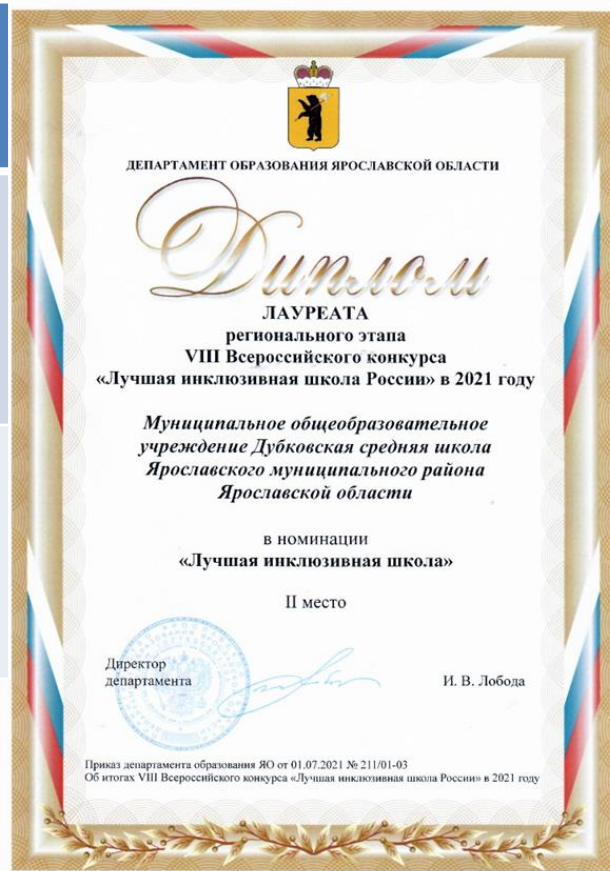 ДЕПАРТАМЕНТ ОБРАЗОВАНИЯ ЯРОСЛАВСКОЙ ОБЛАСТИ
Диплом
ЛАУРЕАТА
регионального этапа
VIII Всероссийского конкурса
«Лучшая инклюзивная школа России» в 2021 году
Муниципальное общеобразовательное
учреждение Дубковская средняя школа
Ярославского муниципального района
Ярославской области
в номинации
«Лучшая инклюзивная школа»
II место
Директор
департамента
И. В. Лобода
Приказ департамента образования ЯО от 01.07.2021 № 211/01-03
Об итогах VIII Всероссийского конкурса «Лучшая инклюзивная школа России» в 2021 году